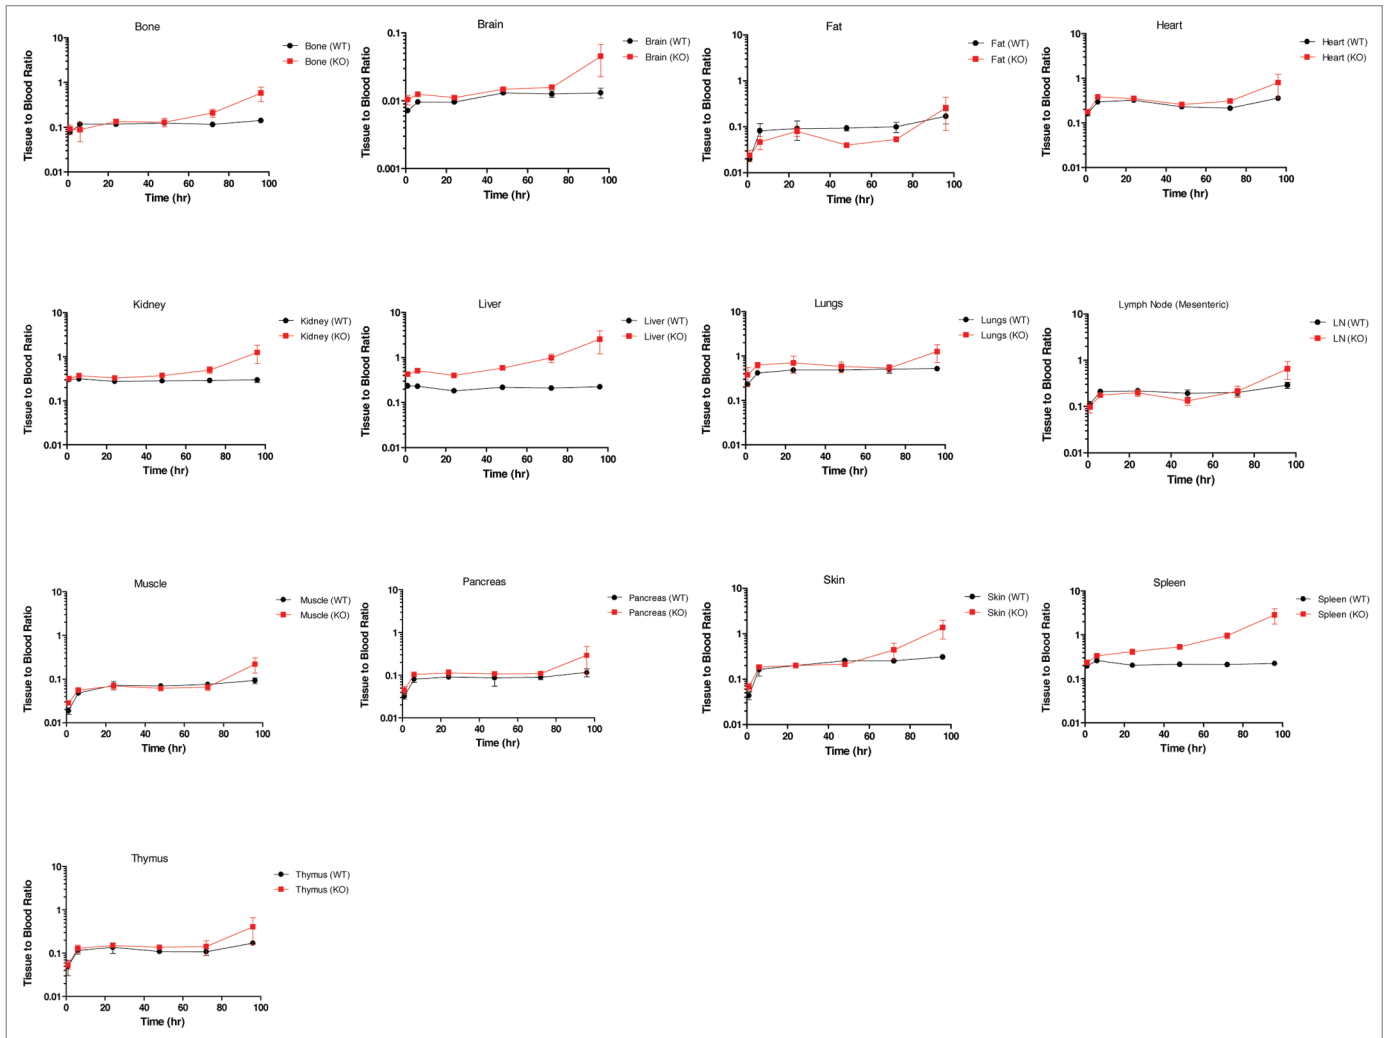 Bone
Tissue to Blood Ratio
10
1
0.1
0.01
0 20 40 60 80 100
Time (hr)
Bone (WT)
Bone (KO)
Brain
Tissue to Blood Ratio
0.1
0.01
0.001
0 20 40 60 80 100
Time (hr)
Brain (WT)
Brain (KO)
Fat
Tissue to Blood Ratio
10
1
0.1
0.01
0 20 40 60 80 100
Time (hr)
Fat (WT)
Fat (KO)
Heart
Tissue to Blood Ratio
10
1
0.1
0.01
0 20 40 60 80 100
Time (hr)
Heart (WT)
Heart (KO)
Kidney
Tissue to Blood Ratio
10
1
0.1
0.01
0 20 40 60 80 100
Time (hr)
Kidney (WT)
Kidney (KO)
Liver
Tissue to Blood Ratio
10
1
0.1
0.01
0 20 40 60 80 100
Time (hr)
Liver (WT)
Liver (KO)
Lungs
Tissue to Blood Ratio
10
1
0.1
0.01
0 20 40 60 80 100
Time (hr)
Lungs (WT)
Lungs (KO)
Lymph Node (Mesenteric)
Tissue to Blood Ratio
10
1
0.1
0.01
0 20 40 60 80 100
Time (hr)
LN (WT)
LN (KO)
Muscle
Tissue to Blood Ratio
10
1
0.1
0.01
0 20 40 60 80 100
Time (hr)
Muscle (WT)
Muscle (KO)
Pancreas
Tissue to Blood Ratio
10
1
0.1
0.01
0 20 40 60 80 100
Time (hr)
Pancreas (WT)
Pancreas (KO)
Skin
Tissue to Blood Ratio
10
1
0.1
0.01
0 20 40 60 80 100
Time (hr)
Skin (WT)
Skin (KO)
Spleen
Tissue to Blood Ratio
10
1
0.1
0.01
0 20 40 60 80 100
Time (hr)
Spleen (WT)
Spleen (KO)
Thymus
Tissue to Blood Ratio
10
1
0.1
0.01
0 20 40 60 80 100
Time (hr)
Thymus (WT)
Thymus (KO)